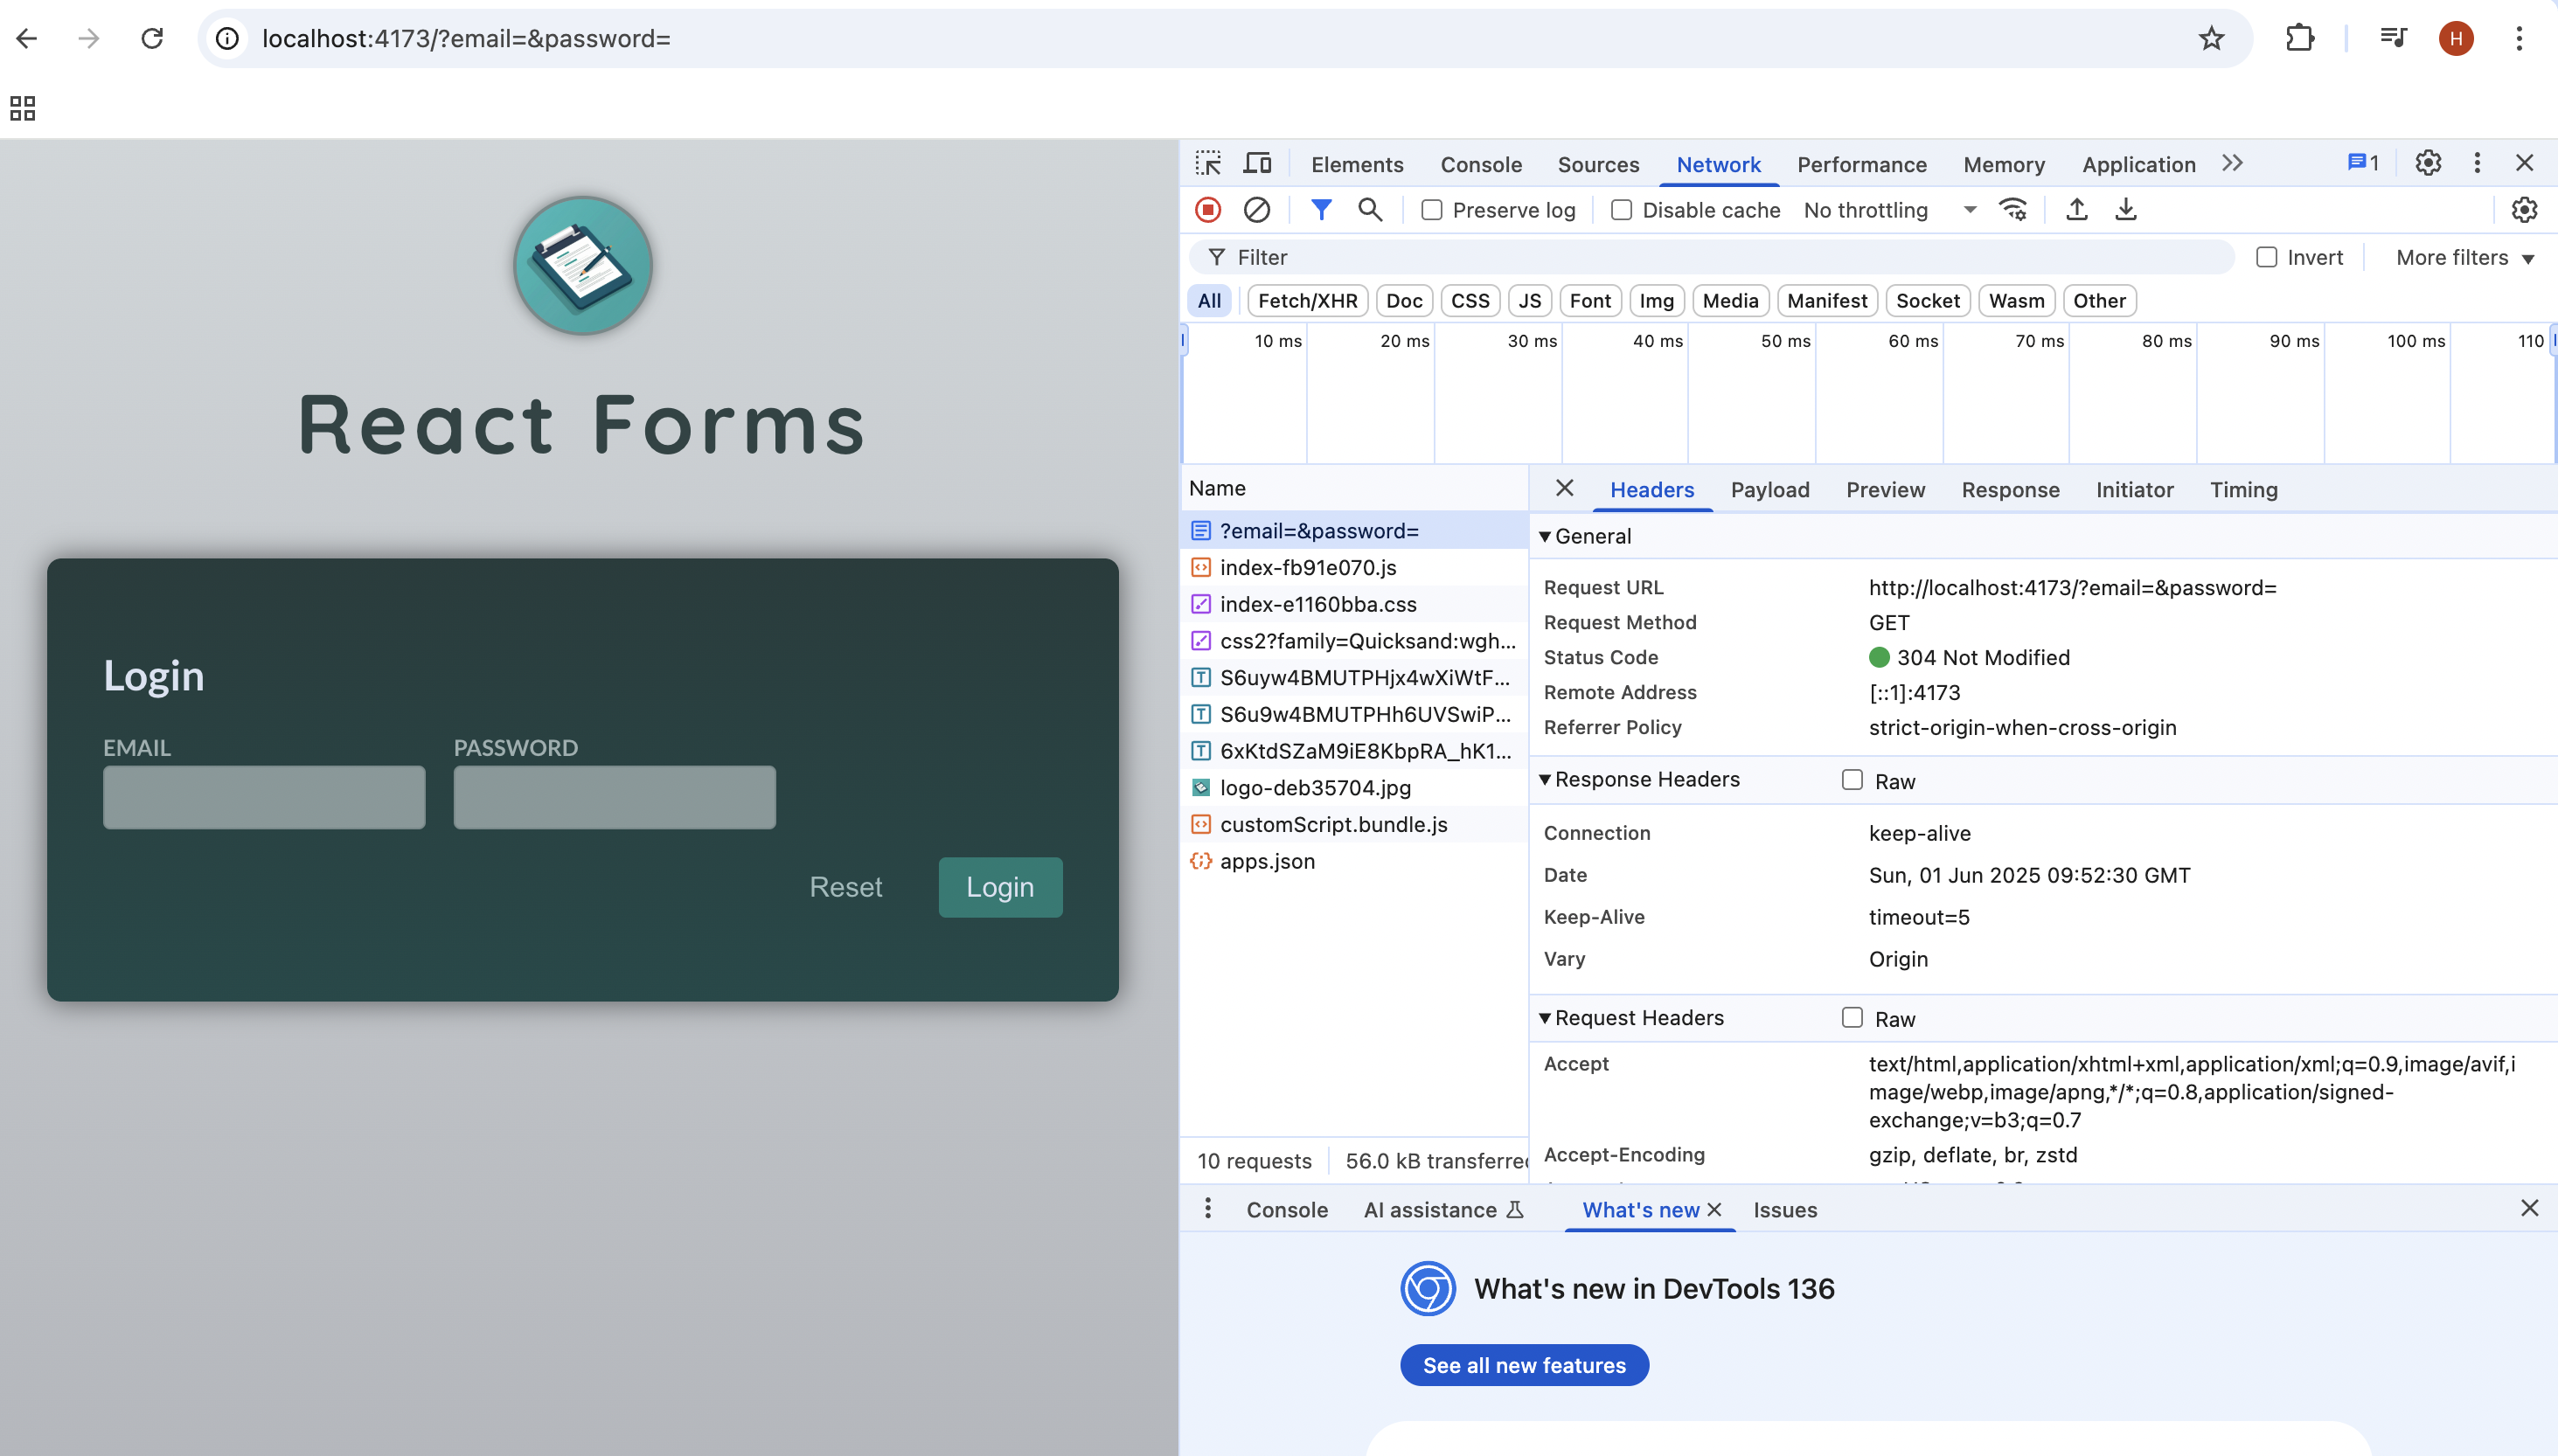 localhost:4173/?email=&password=
H
React Forms
Login
EMAIL
PASSWORD
Reset
Login
Elements
Console
Sources
Network
Performance
Memory
Application
1
Preserve log
Disable cache
No throttling
Filter
Invert
More filters
All
Fetch/XHR
Doc
CSS
JS
Font
Img
Media
Manifest
Socket
Wasm
Other
10 ms
20 ms
30 ms
40 ms
50 ms
60 ms
70 ms
80 ms
90 ms
100 ms
110
Name
?email=&password=
index-fb91e070.js
index-e1160bba.css
css2?family=Quicksand:wgh...
S6uyw4BMUTPHjx4wXiWtF...
S6u9w4BMUTPHh6UVSwiP...
6xKtdSZaM9iE8KbpRA_hK1...
logo-deb35704.jpg
customScript.bundle.js
apps.json
10 requests
56.0 kB transferred
Headers
Payload
Preview
Response
Initiator
Timing
General
Request URL
http://localhost:4173/?email=&password=
Request Method
GET
Status Code
304 Not Modified
Remote Address
[::1]:4173
Referrer Policy
strict-origin-when-cross-origin
Response Headers
Raw
Connection
keep-alive
Date
Sun, 01 Jun 2025 09:52:30 GMT
Keep-Alive
timeout=5
Vary
Origin
Request Headers
Raw
Accept
text/html,application/xhtml+xml,application/xml;q=0.9,image/avif,i
mage/webp,image/apng,*/*;q=0.8,application/signed-
exchange;v=b3;q=0.7
Accept-Encoding
gzip, deflate, br, zstd
Console
AI assistance
What's new
Issues
What's new in DevTools 136
See all new features